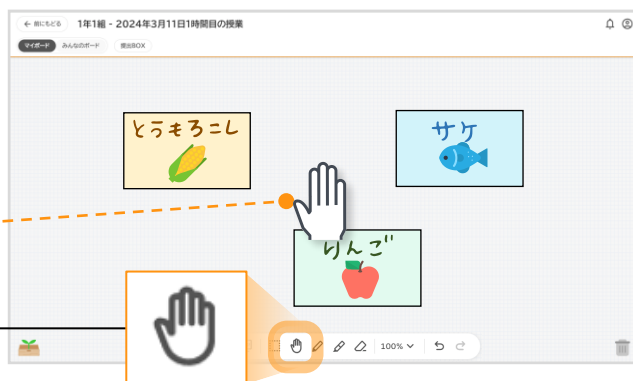 ← 前にもどる 1年1組 - 2024年3月11日1時間目の授業
マイボード みんなのボード 提出BOX
とうもろこし
サケ
りんご
100%